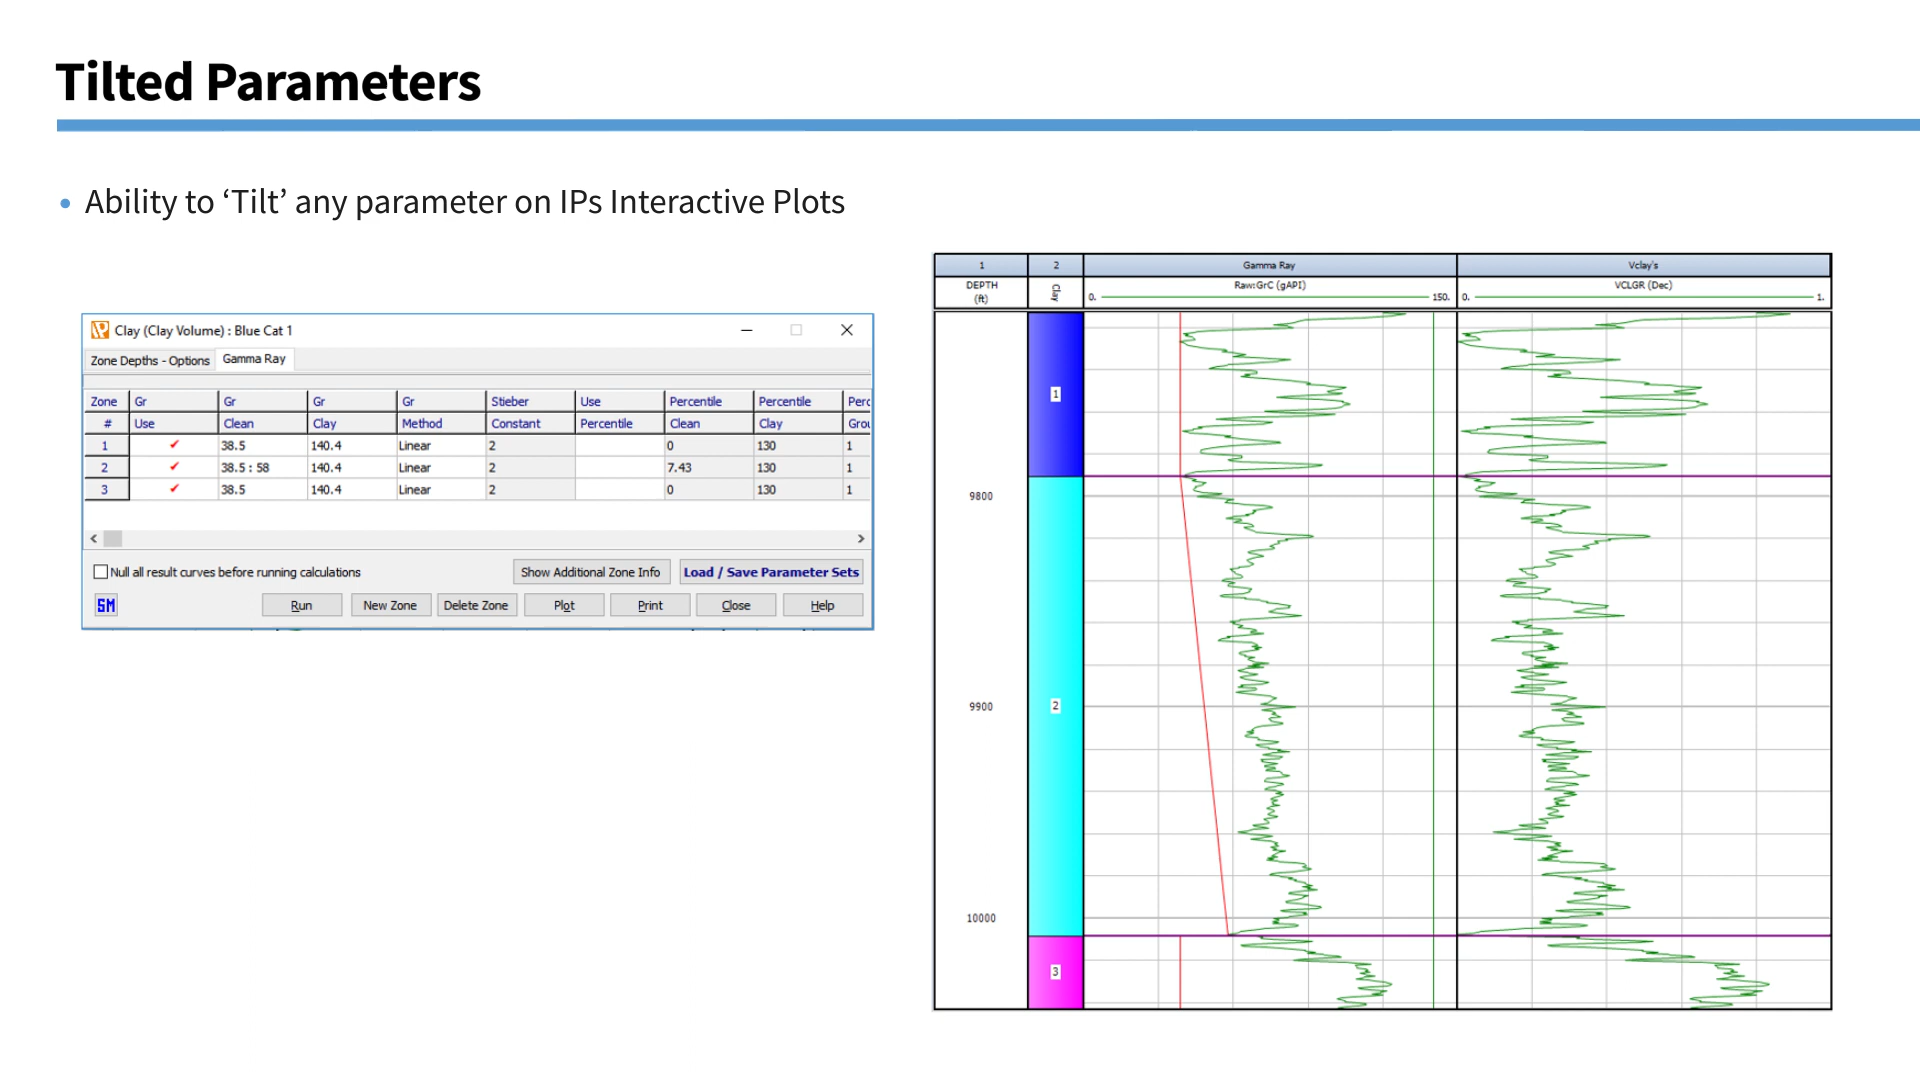 Tilted Parameters
• Ability to ‘Tilt’ any parameter on IPs Interactive Plots
Clay (Clay Volume) : Blue Cat 1
Zone Depths - Options Gamma Ray
Zone Gr Gr Gr Gr Stieber Use Percentile Percentile Perc
# Use Clean Clay Method Constant Percentile Clean Clay Grou
1 ✓ 38.5 140.4 Linear 2 0 130 1
2 ✓ 38.5 : 58 140.4 Linear 2 7.43 130 1
3 ✓ 38.5 140.4 Linear 2 0 130 1
Null all result curves before running calculations Show Additional Zone Info Load / Save Parameter Sets
SM Run New Zone Delete Zone Plot Print Close Help
1 2 Gamma Ray Vclay's
DEPTH (ft) Clay Raw:GrC (gAPI) VCLGR (Dec)
0. 150. 0. 1.
1
9800
9900 2
10000
3